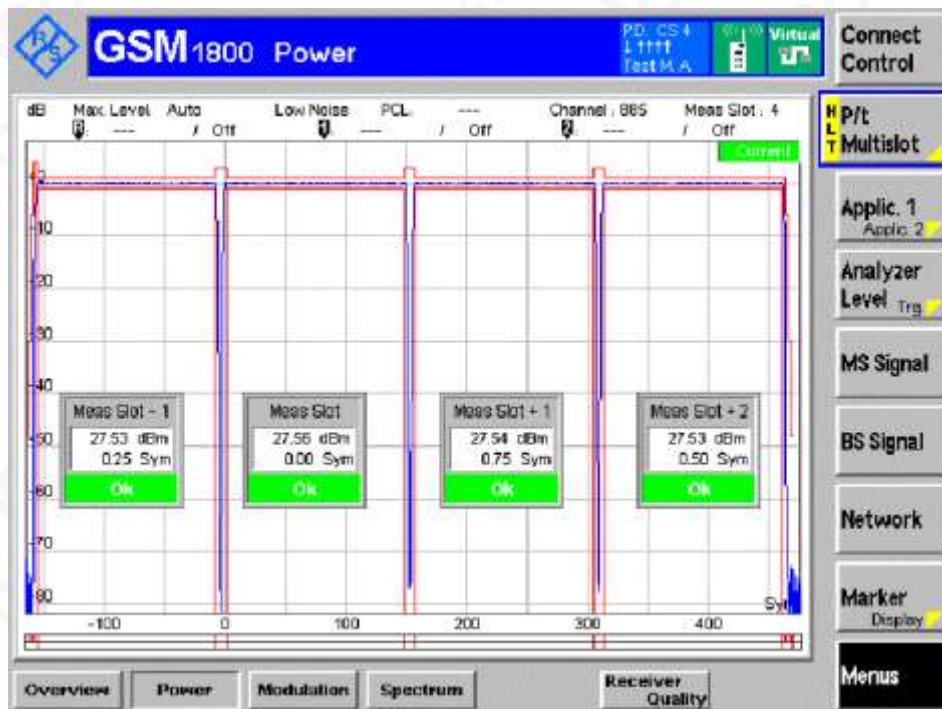 R S
GSM 1800 Power
P.D. CS 4
Test M.A.
Virtual
Connect Control
dB Max. Level Auto Low Noise PCL: --- Channel: 885 Meas Slot: 4
--- / Off 1 --- / Off 2 --- / Off
Current
HLT P/t Multislot
-10
-20
-30
-40
-50
-60
-70
-80
Meas Slot - 1
27.53 dBm
0.25 Sym
Ok
Meas Slot
27.56 dBm
0.00 Sym
Ok
Meas Slot + 1
27.54 dBm
0.75 Sym
Ok
Meas Slot + 2
27.53 dBm
0.50 Sym
Ok
-100 0 100 200 300 400
Applic. 1
Applic. 2
Analyzer Level Trg.
MS Signal
BS Signal
Network
Marker
Display
Menus
Overview Power Modulation Spectrum Receiver Quality